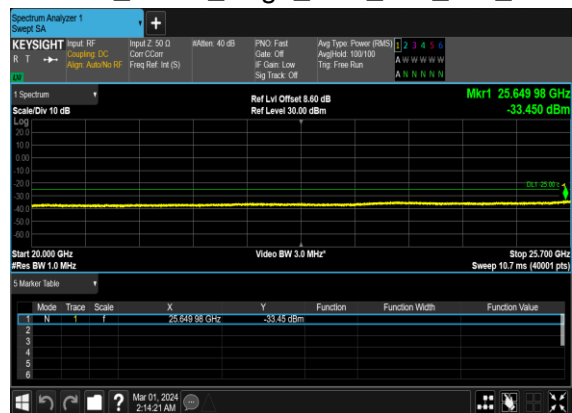 Spectrum Analyzer 1
Swept SA
KEYSIGHT Input: RF Input Z: 50 Ω #Atten: 40 dB PNO: Fast Avg Type: Power (RMS) 1 2 3 4 5 6
R T Coupling: DC Corr CCorr Gate: Off Avg|Hold: 100/100 A W W W W W
Align: Auto/No RF Freq Ref: Int (S) IF Gain: Low Trig: Free Run
Sig Track: Off A N N N N N
1 Spectrum Ref Lvl Offset 8.60 dB Mkr1 25.649 98 GHz
Scale/Div 10 dB Ref Level 30.00 dBm -33.450 dBm
Log
20.0
10.0
0.00
-10.0
-20.0
-30.0
-40.0
-50.0
-60.0
Start 20.000 GHz Video BW 3.0 MHz* Stop 25.700 GHz
#Res BW 1.0 MHz Sweep 10.7 ms (40001 pts)
5 Marker Table
Mode Trace Scale X Y Function Function Width Function Value
1 N 1 f 25.649 98 GHz -33.45 dBm
2
3
4
5
6
? Mar 01, 2024
2:14:21 AM